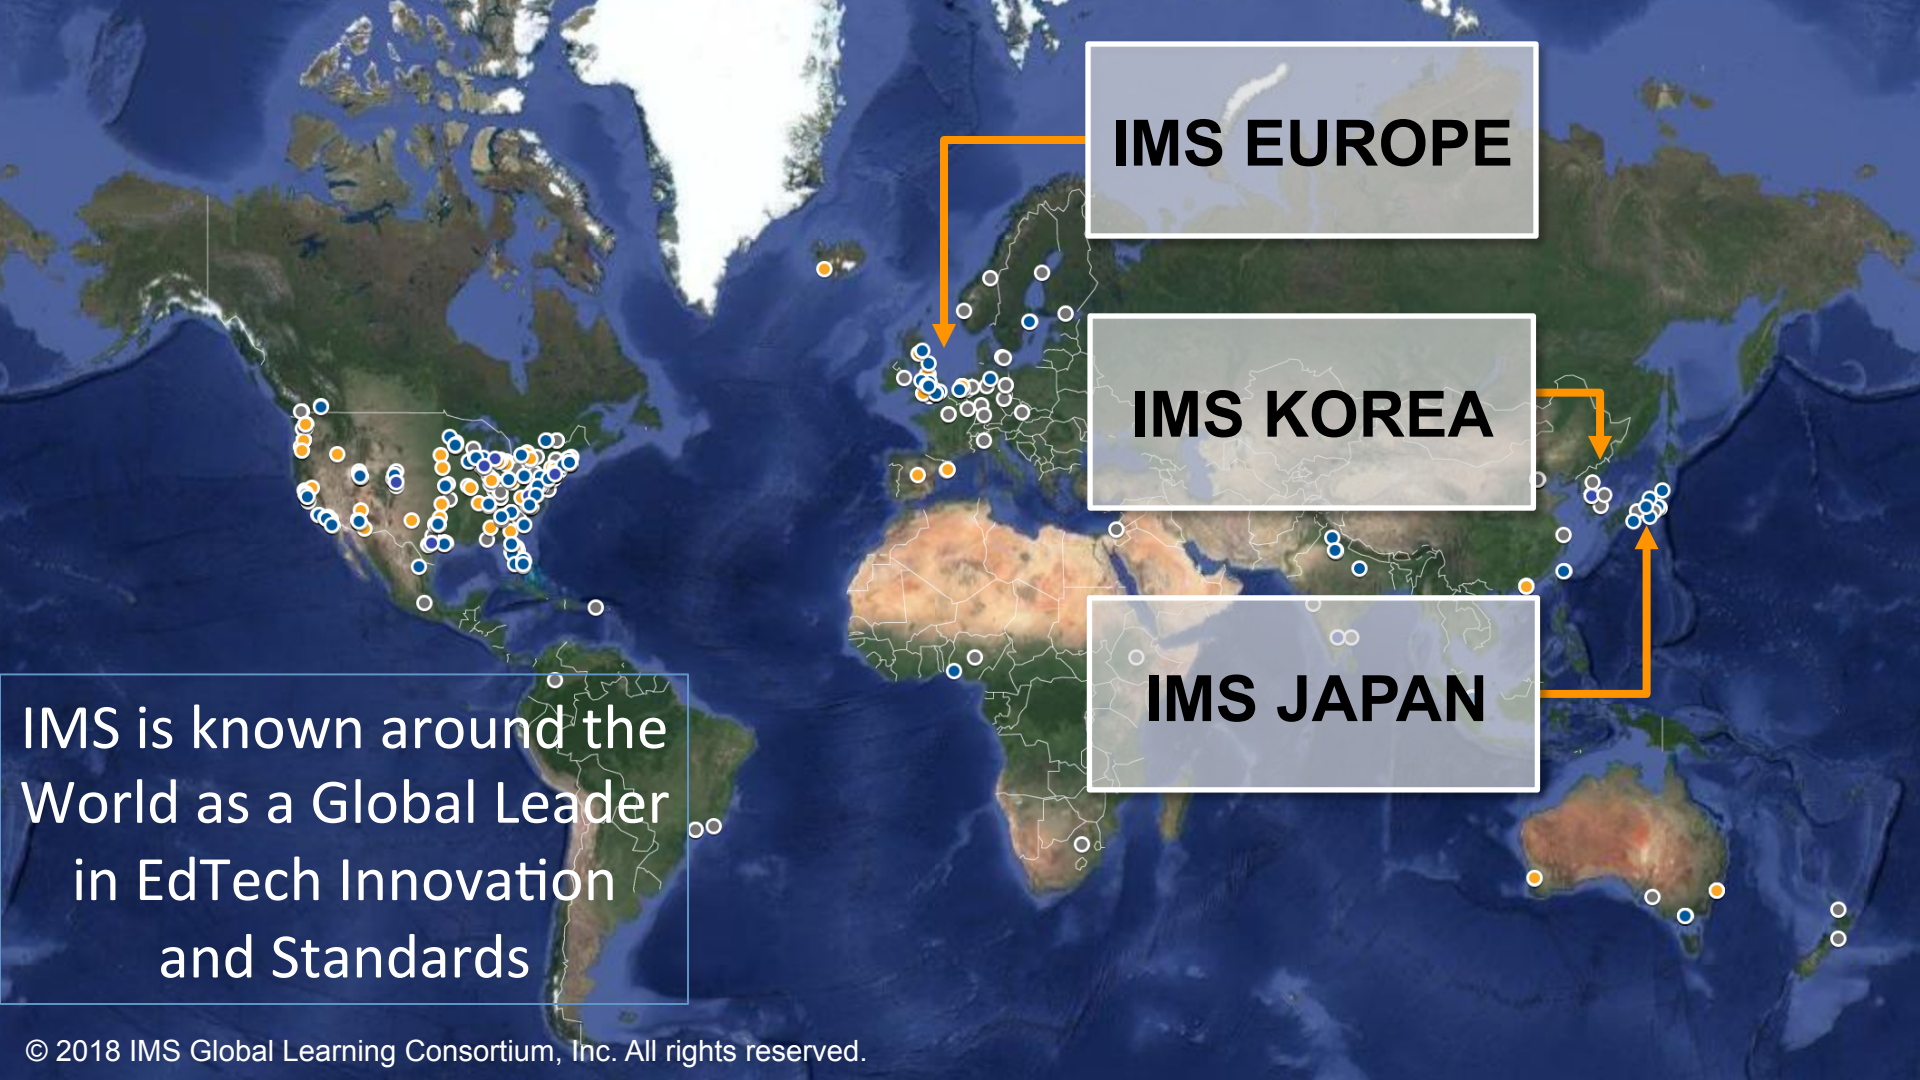 IMS EUROPE
IMS KOREA
IMS JAPAN
IMS is known around the
World as a Global Leader
in EdTech Innovation
and Standards
© 2018 IMS Global Learning Consortium, Inc. All rights reserved.